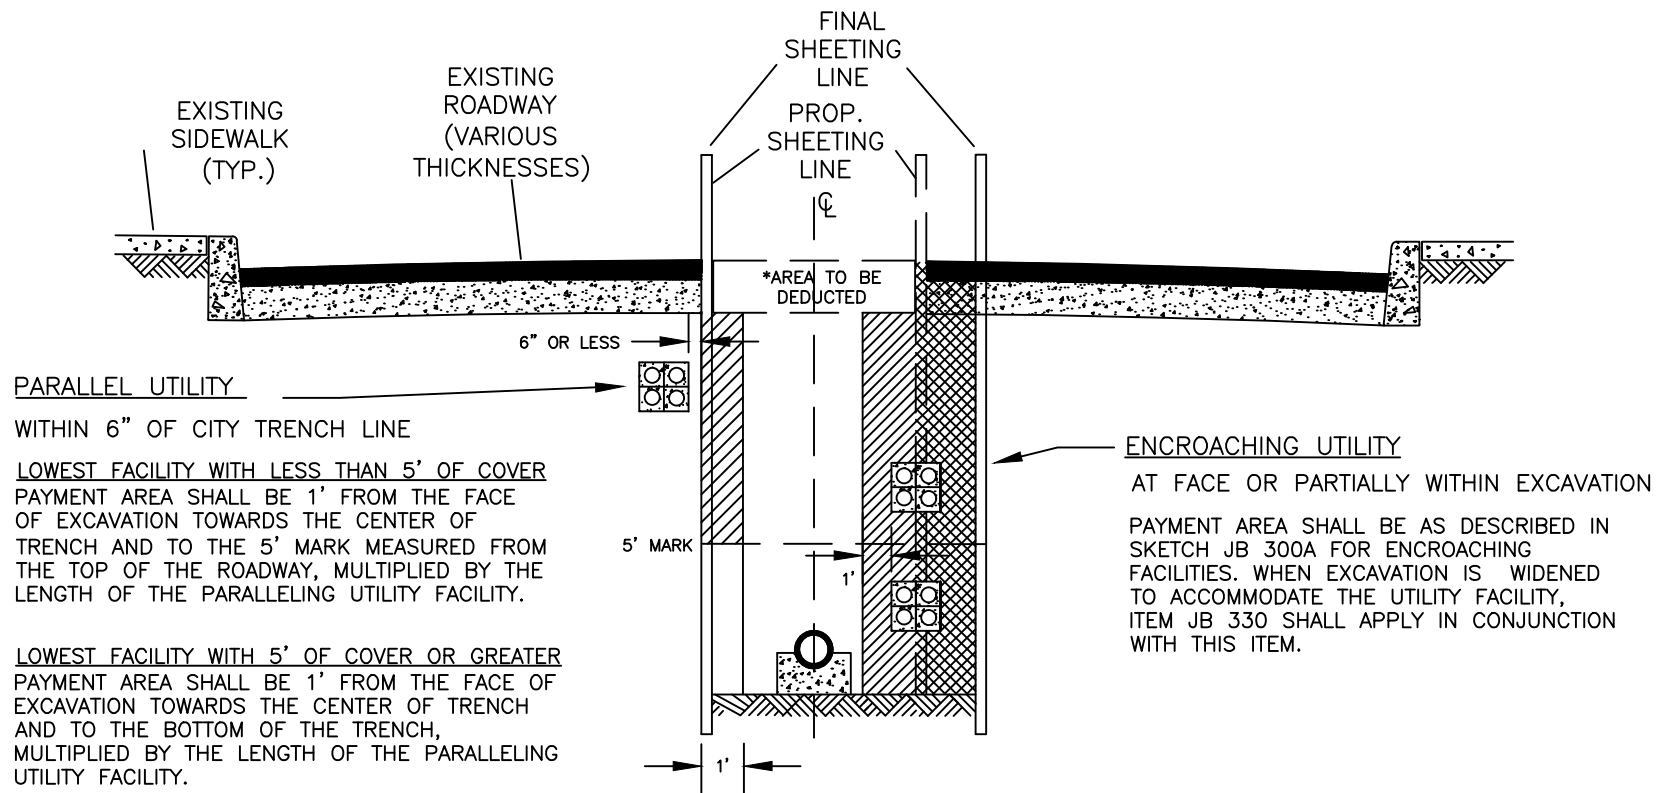 FINAL
SHEETING
LINE
PROP.
SHEETING
LINE
℄
EXISTING
ROADWAY
(VARIOUS
THICKNESSES)
EXISTING
SIDEWALK
(TYP.)
*AREA TO BE
DEDUCTED
6" OR LESS
PARALLEL UTILITY
WITHIN 6" OF CITY TRENCH LINE
LOWEST FACILITY WITH LESS THAN 5' OF COVER
PAYMENT AREA SHALL BE 1' FROM THE FACE
OF EXCAVATION TOWARDS THE CENTER OF
TRENCH AND TO THE 5' MARK MEASURED FROM
THE TOP OF THE ROADWAY, MULTIPLIED BY THE
LENGTH OF THE PARALLELING UTILITY FACILITY.
LOWEST FACILITY WITH 5' OF COVER OR GREATER
PAYMENT AREA SHALL BE 1' FROM THE FACE OF
EXCAVATION TOWARDS THE CENTER OF TRENCH
AND TO THE BOTTOM OF THE TRENCH,
MULTIPLIED BY THE LENGTH OF THE PARALLELING
UTILITY FACILITY.
5' MARK
1'
1'
ENCROACHING UTILITY
AT FACE OR PARTIALLY WITHIN EXCAVATION
PAYMENT AREA SHALL BE AS DESCRIBED IN
SKETCH JB 300A FOR ENCROACHING
FACILITIES. WHEN EXCAVATION IS WIDENED
TO ACCOMMODATE THE UTILITY FACILITY,
ITEM JB 330 SHALL APPLY IN CONJUNCTION
WITH THIS ITEM.